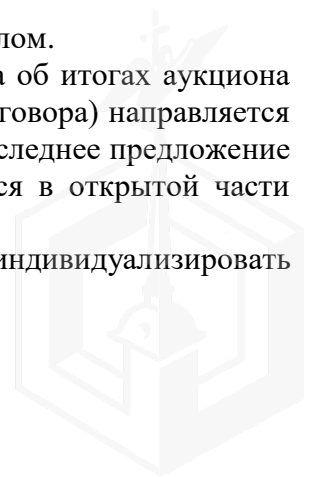 лом.
а об итогах аукциона
говора) направляется
следнее предложение
ся в открытой части
индивидуализировать